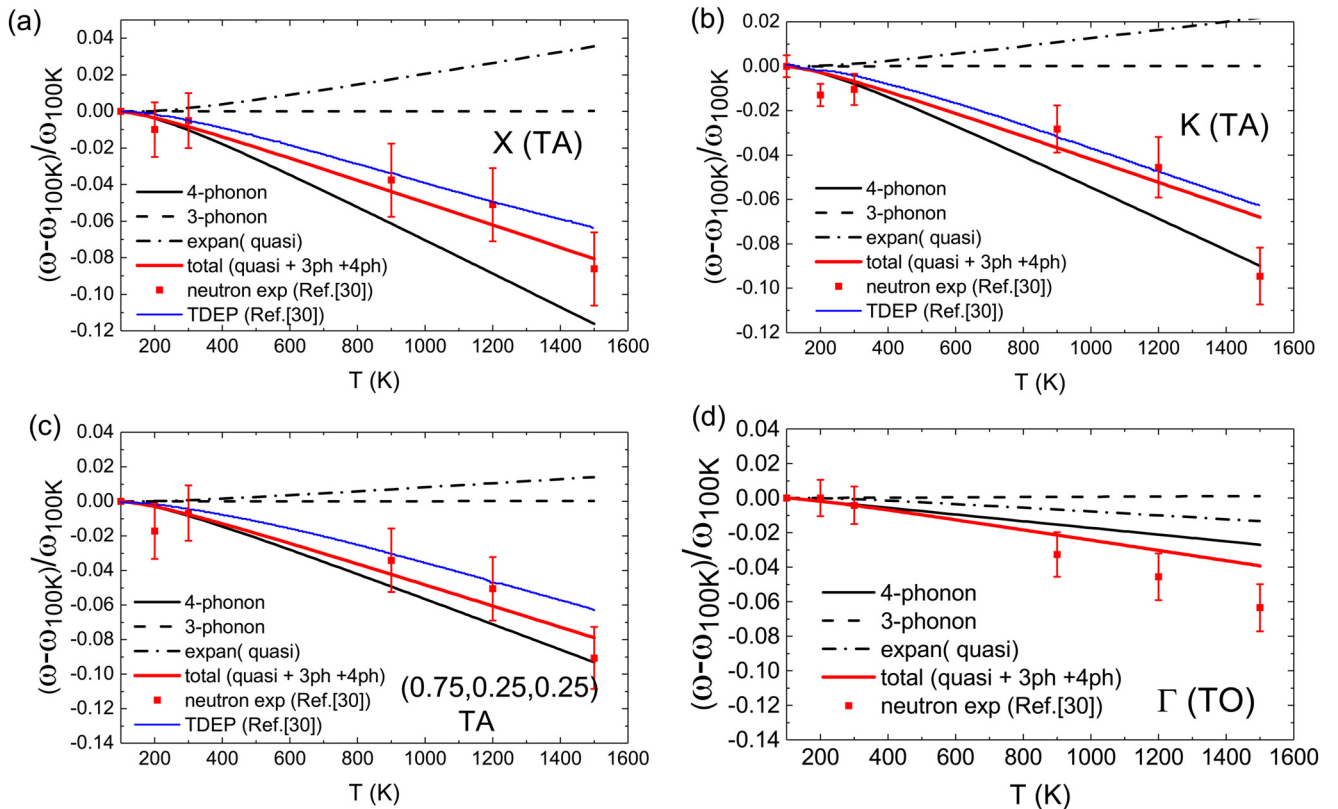 (a)
0.04
0.02
0.00
-0.02
-0.04
-0.06
-0.08
-0.10
-0.12
(ω-ω100K)/ω100K
X (TA)
4-phonon
3-phonon
expan( quasi)
total (quasi + 3ph +4ph)
neutron exp (Ref.[30])
TDEP (Ref.[30])
200 400 600 800 1000 1200 1400 1600
T (K)
(b)
0.02
0.00
-0.02
-0.04
-0.06
-0.08
-0.10
-0.12
(ω-ω100K)/ω100K
K (TA)
4-phonon
3-phonon
expan( quasi)
total (quasi + 3ph +4ph)
neutron exp (Ref.[30])
TDEP (Ref.[30])
200 400 600 800 1000 1200 1400 1600
T (K)
(c)
0.04
0.02
0.00
-0.02
-0.04
-0.06
-0.08
-0.10
-0.12
-0.14
(ω-ω100K)/ω100K
4-phonon
3-phonon
expan( quasi)
total (quasi + 3ph +4ph)
neutron exp (Ref.[30])
TDEP (Ref.[30])
(0.75,0.25,0.25)
TA
200 400 600 800 1000 1200 1400 1600
T (K)
(d)
0.04
0.02
0.00
-0.02
-0.04
-0.06
-0.08
-0.10
-0.12
-0.14
(ω-ω100K)/ω100K
4-phonon
3-phonon
expan( quasi)
total (quasi + 3ph +4ph)
neutron exp (Ref.[30])
Γ (TO)
200 400 600 800 1000 1200 1400 1600
T (K)